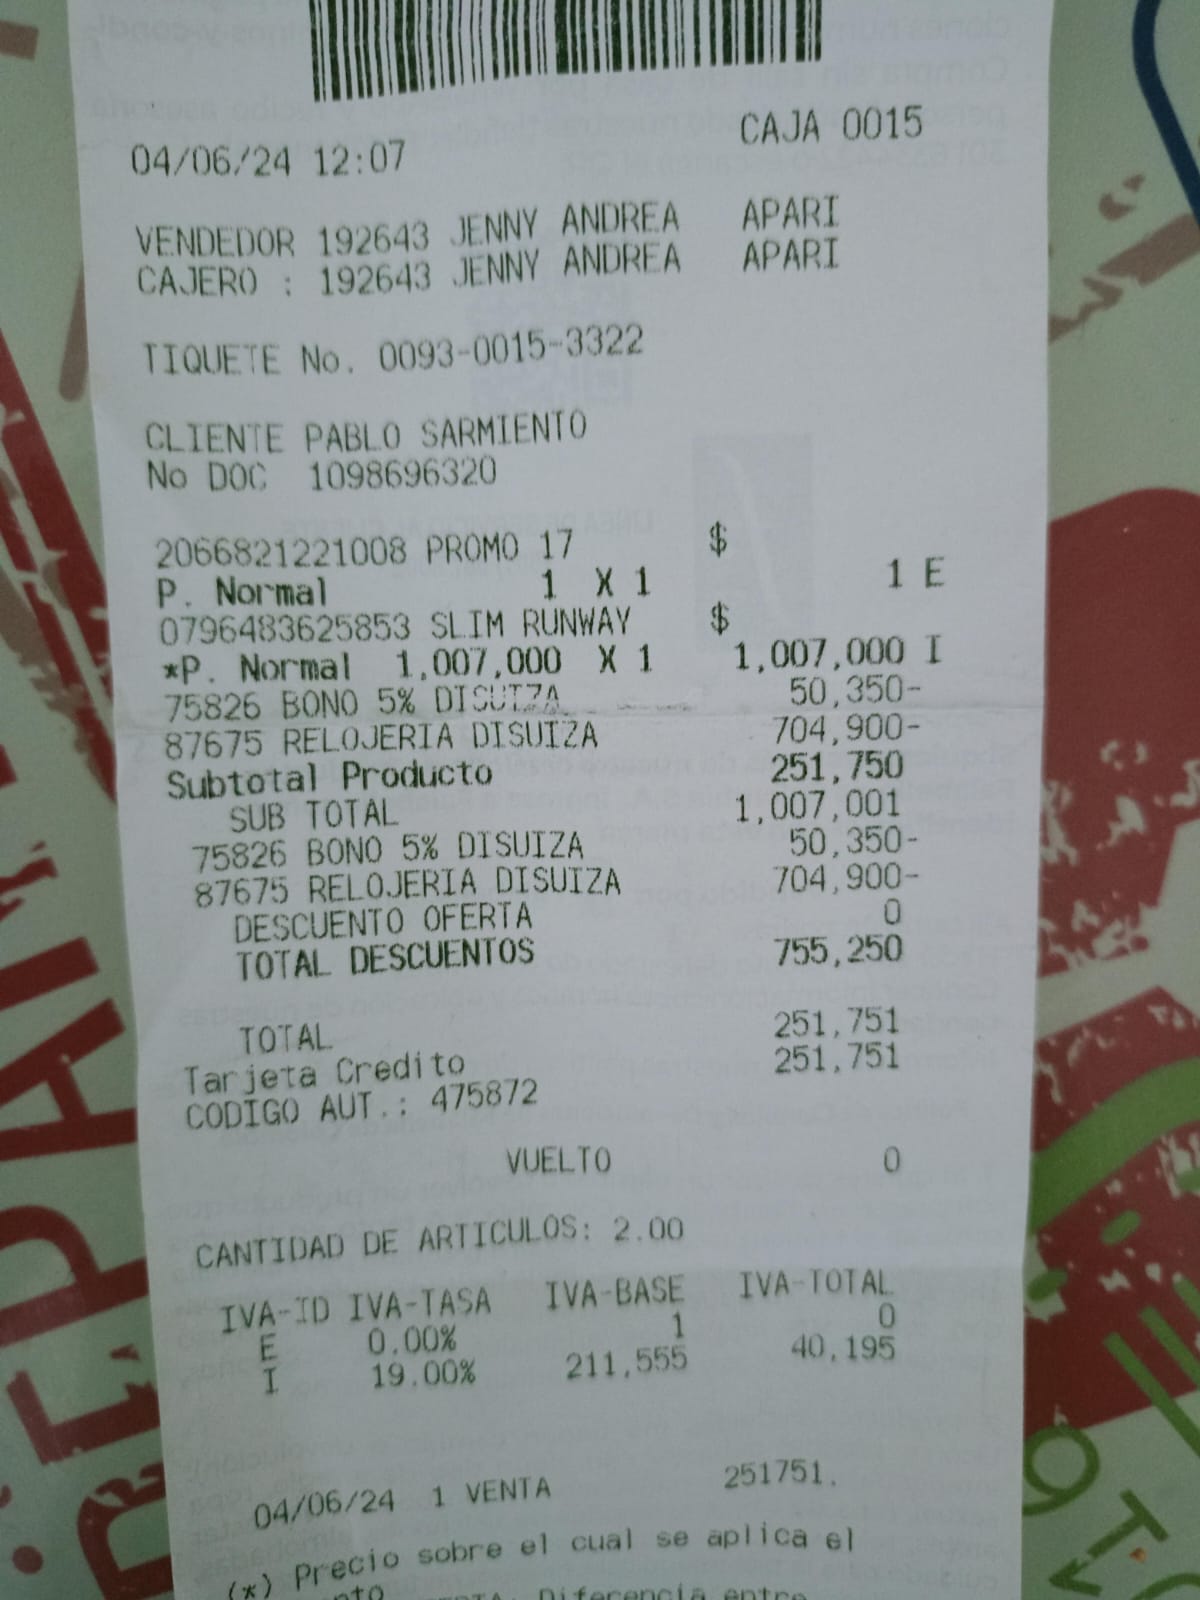 CAJA 0015
04/06/24 12:07
VENDEDOR 192643 JENNY ANDREA APARI
CAJERO : 192643 JENNY ANDREA APARI
TIQUETE No. 0093-0015-3322
CLIENTE PABLO SARMIENTO
No DOC 1098696320
2066821221008 PROMO 17 $
P. Normal 1 X 1 1 E
0796483625853 SLIM RUNWAY $
*P. Normal 1,007,000 X 1 1,007,000 I
75826 BONO 5% DISUIZA 50,350-
87675 RELOJERIA DISUIZA 704,900-
Subtotal Producto 251,750
SUB TOTAL 1,007,001
75826 BONO 5% DISUIZA 50,350-
87675 RELOJERIA DISUIZA 704,900-
DESCUENTO OFERTA 0
TOTAL DESCUENTOS 755,250
TOTAL 251,751
Tarjeta Credito 251,751
CODIGO AUT.: 475872
VUELTO 0
CANTIDAD DE ARTICULOS: 2.00
IVA-ID IVA-TASA IVA-BASE IVA-TOTAL
E 0.00% 1 0
I 19.00% 211,555 40,195
04/06/24 1 VENTA 251751.
(*) Precio sobre el cual se aplica el
Diferencia entre